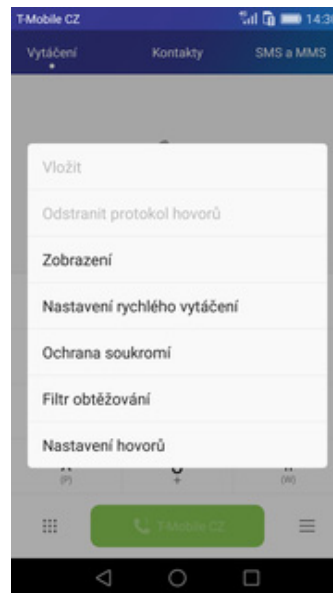 T-Mobile CZ 14:30
Vytáčení Kontakty SMS a MMS
Vložit
Odstranit protokol hovorů
Zobrazení
Nastavení rychlého vytáčení
Ochrana soukromí
Filtr obtěžování
Nastavení hovorů
(P) + (W)
T-Mobile CZ